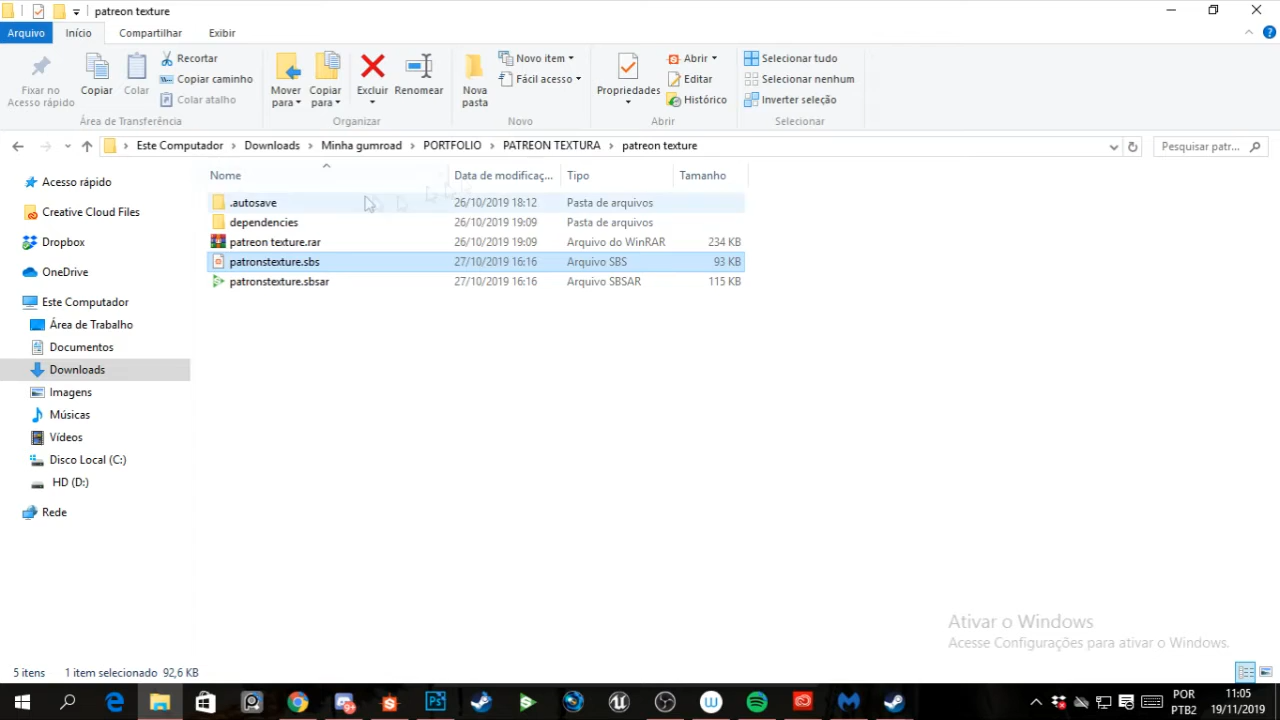 patreon texture
Arquivo Início Compartilhar Exibir
Fixar no Acesso rápido
Copiar
Colar
Recortar
Copiar caminho
Colar atalho
Área de Transferência
Mover para
Copiar para
Excluir
Renomear
Organizar
Nova pasta
Novo item
Fácil acesso
Novo
Propriedades
Abrir
Editar
Histórico
Abrir
Selecionar tudo
Selecionar nenhum
Inverter seleção
Selecionar
Este Computador > Downloads > Minha gumroad > PORTFOLIO > PATREON TEXTURA > patreon texture
Pesquisar patr...
Nome Data de modificaç... Tipo Tamanho
.autosave 26/10/2019 18:12 Pasta de arquivos
dependencies 26/10/2019 19:09 Pasta de arquivos
patreon texture.rar 26/10/2019 19:09 Arquivo do WinRAR 234 KB
patronstexture.sbs 27/10/2019 16:16 Arquivo SBS 93 KB
patronstexture.sbsar 27/10/2019 16:16 Arquivo SBSAR 115 KB
Acesso rápido
Creative Cloud Files
Dropbox
OneDrive
Este Computador
Área de Trabalho
Documentos
Downloads
Imagens
Músicas
Vídeos
Disco Local (C:)
HD (D:)
Rede
Ativar o Windows
Acesse Configurações para ativar o Windows.
5 itens 1 item selecionado 92,6 KB
Ps
POR
PTB2
11:05
19/11/2019